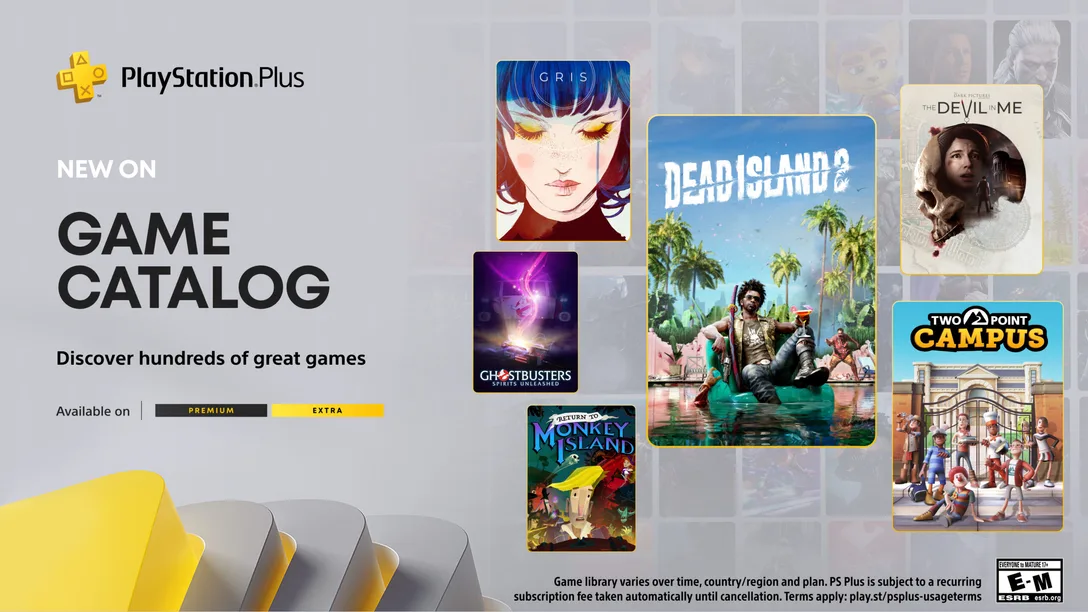 PlayStation®Plus
NEW ON
GAME
CATALOG
Discover hundreds of great games
Available on
PREMIUM
EXTRA
GRIS
DEAD ISLAND 2
DARK PICTURES
THE DEVIL IN ME
GHOSTBUSTERS
SPIRITS UNLEASHED
TWO POINT
CAMPUS
RETURN TO
MONKEY
ISLAND
Game library varies over time, country/region and plan. PS Plus is subject to a recurring
subscription fee taken automatically until cancellation. Terms apply: play.st/psplus-usageterms
EVERYONE to MATURE 17+
E-M
ESRB esrb.org